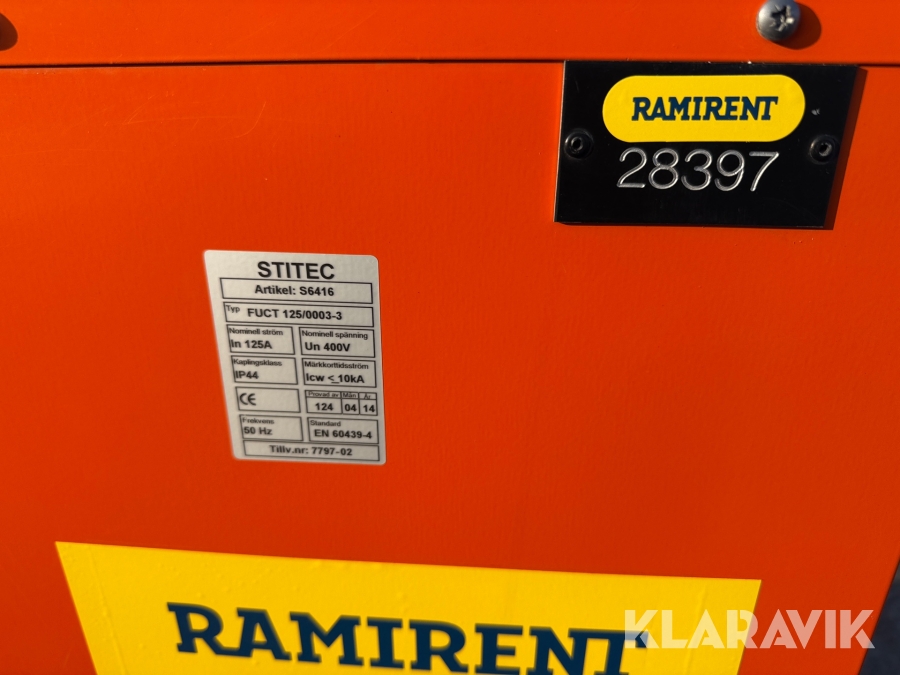 RAMIRENT
28397
STITEC
Artikel: S6416
Typ FUCT 125/0003-3
Nominell ström
In 125A
Nominell spänning
Un 400V
Kaplingsklass
IP44
Märkkorttidsström
Icw ≤ 10kA
CE
Provad av Mån År
124 04 14
Frekvens
50 Hz
Standard
EN 60439-4
Tillv.nr: 7797-02
RAMIRENT
KLARAVIK